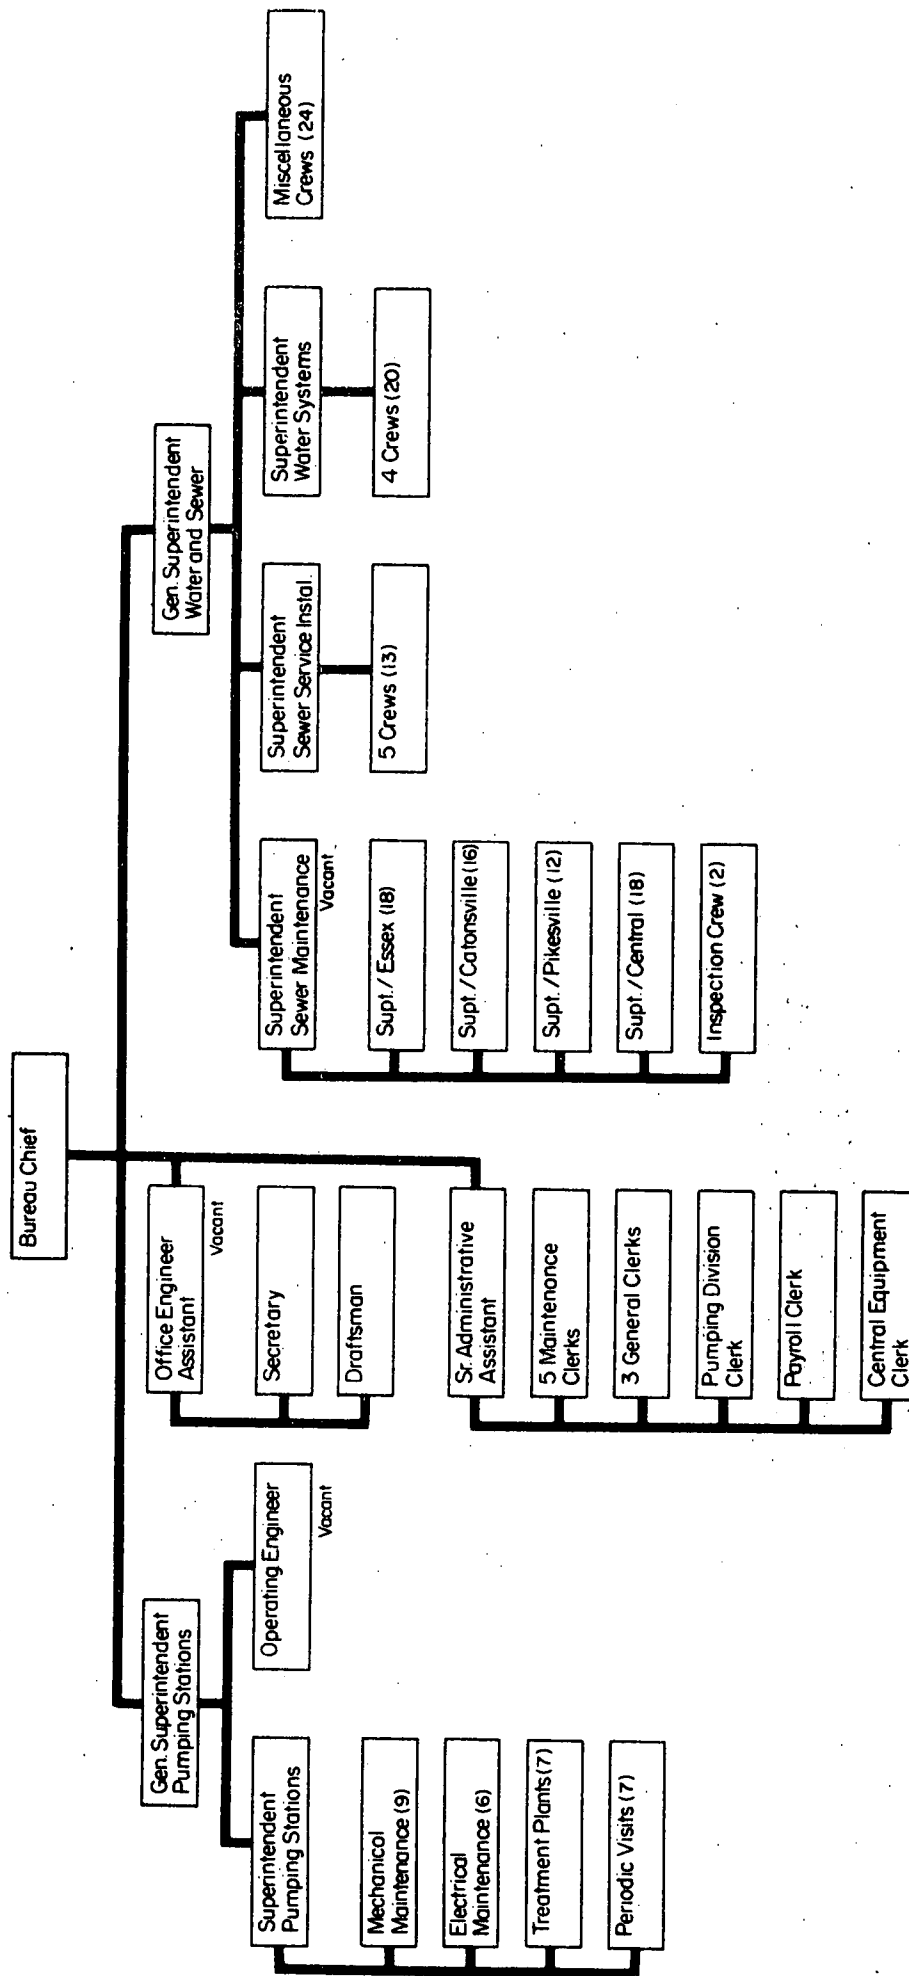 Bureau Chief
Gen. Superintendent
Pumping Stations
Superintendent
Pumping Stations
Mechanical
Maintenance (9)
Electrical
Maintenance (6)
Treatment Plants (7)
Periodic Visits (7)
Operating Engineer
Vacant
Office Engineer
Assistant
Vacant
Secretary
Draftsman
Sr. Administrative
Assistant
5 Maintenance
Clerks
3 General Clerks
Pumping Division
Clerk
Payroll Clerk
Central Equipment
Clerk
Gen. Superintendent
Water and Sewer
Superintendent
Sewer Maintenance
Vacant
Supt./Essex (18)
Supt./Catonsville (16)
Supt./Pikesville (12)
Supt./Central (18)
Inspection Crew (2)
Superintendent
Sewer Service Instal.
5 Crews (13)
Superintendent
Water Systems
4 Crews (20)
Miscellaneous
Crews (24)